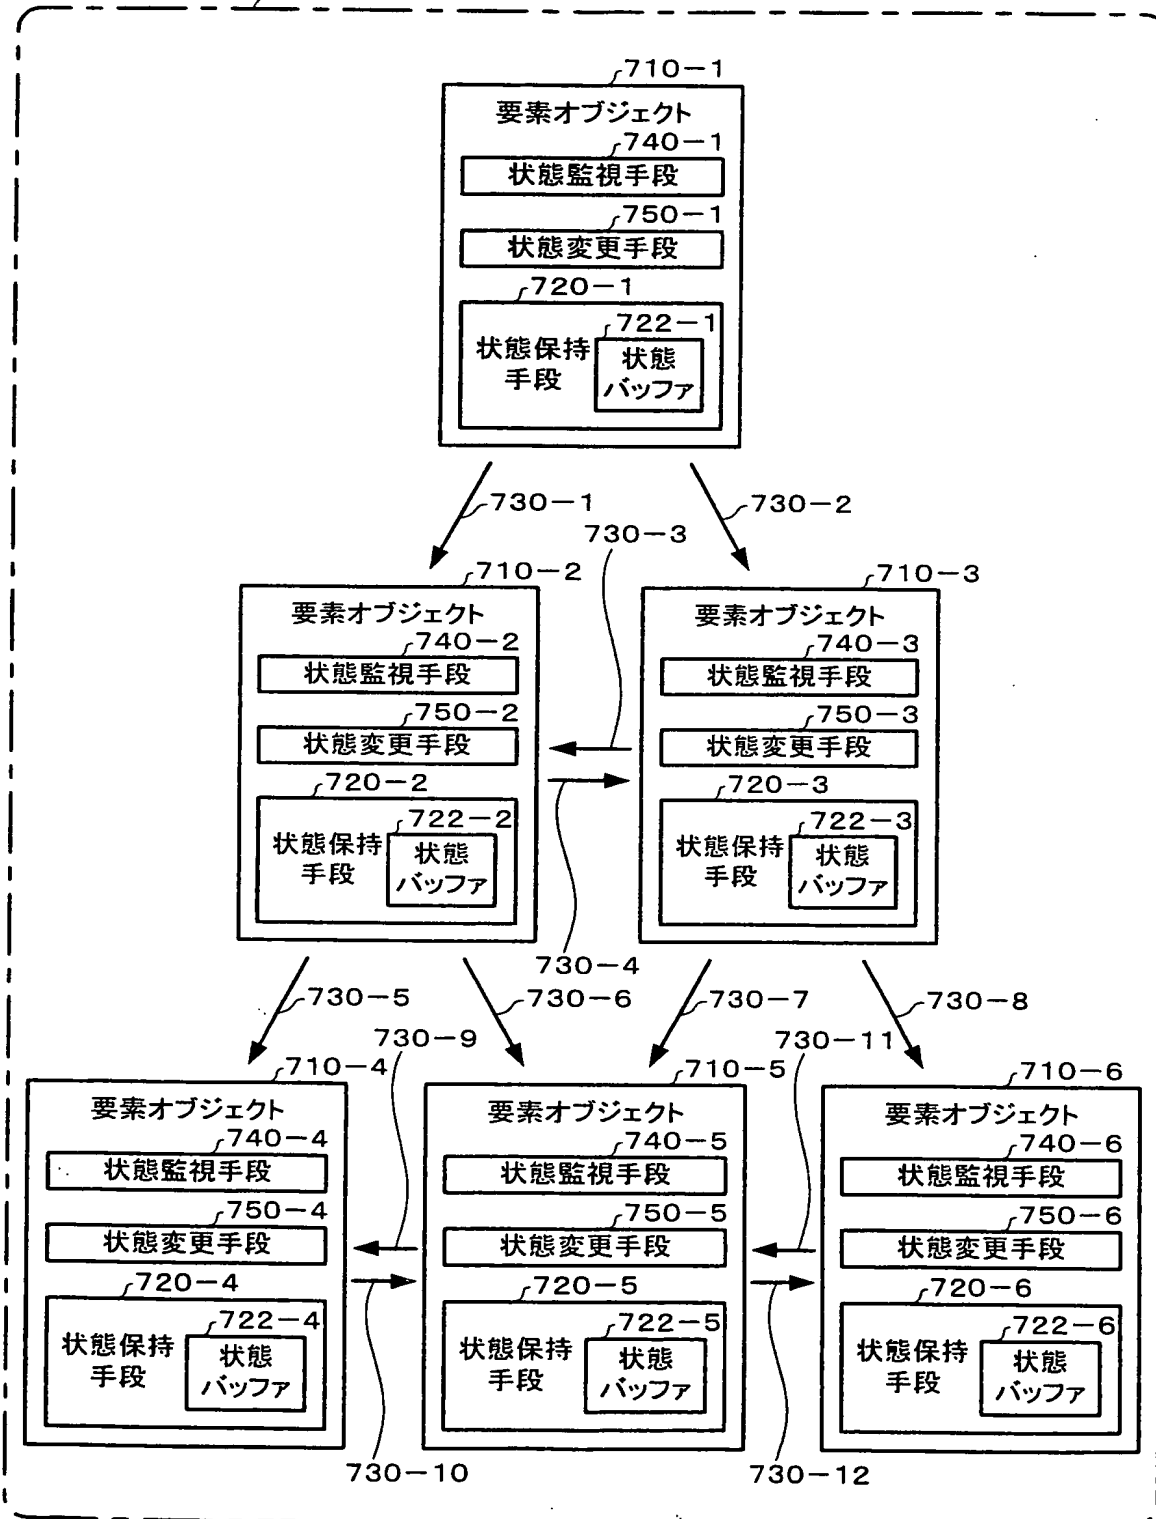 710-1
要素オブジェクト
740-1
状態監視手段
750-1
状態変更手段
720-1
722-1
状態保持
手段
状態
バッファ
730-1
730-2
730-3
710-2
要素オブジェクト
740-2
状態監視手段
750-2
状態変更手段
720-2
722-2
状態保持
手段
状態
バッファ
710-3
要素オブジェクト
740-3
状態監視手段
750-3
状態変更手段
720-3
722-3
状態保持
手段
状態
バッファ
730-4
730-5
730-6
730-7
730-8
730-9
730-11
710-4
要素オブジェクト
740-4
状態監視手段
750-4
状態変更手段
720-4
722-4
状態保持
手段
状態
バッファ
710-5
要素オブジェクト
740-5
状態監視手段
750-5
状態変更手段
720-5
722-5
状態保持
手段
状態
バッファ
710-6
要素オブジェクト
740-6
状態監視手段
750-6
状態変更手段
720-6
722-6
状態保持
手段
状態
バッファ
730-10
730-12